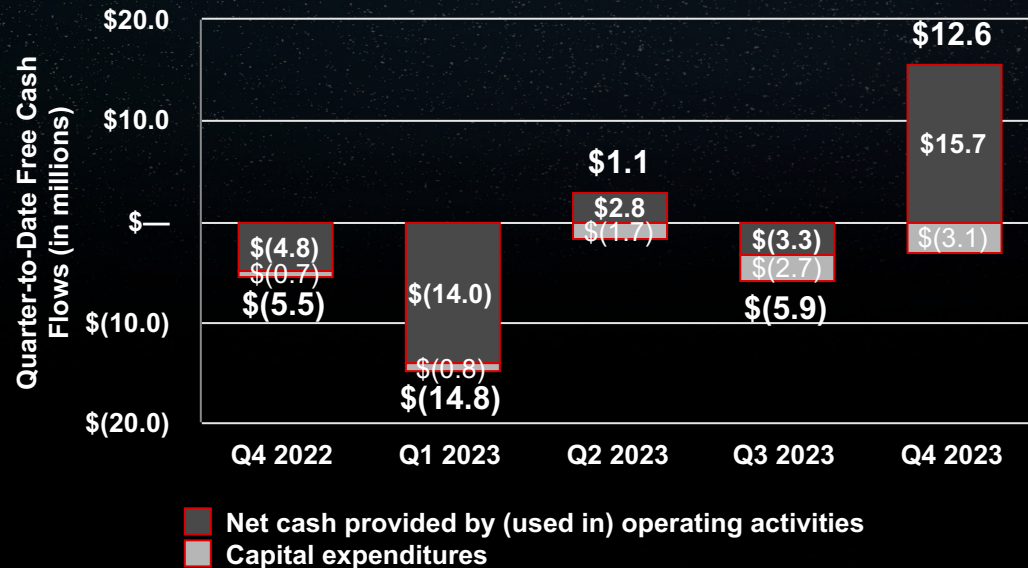 Quarter-to-Date Free Cash
Flows (in millions)
$20.0
$10.0
$—
$(10.0)
$(20.0)
$(4.8)
$(0.7)
$(5.5)
$(14.0)
$(0.8)
$(14.8)
$1.1
$2.8
$(1.7)
$(3.3)
$(2.7)
$(5.9)
$12.6
$15.7
$(3.1)
Q4 2022
Q1 2023
Q2 2023
Q3 2023
Q4 2023
Net cash provided by (used in) operating activities
Capital expenditures